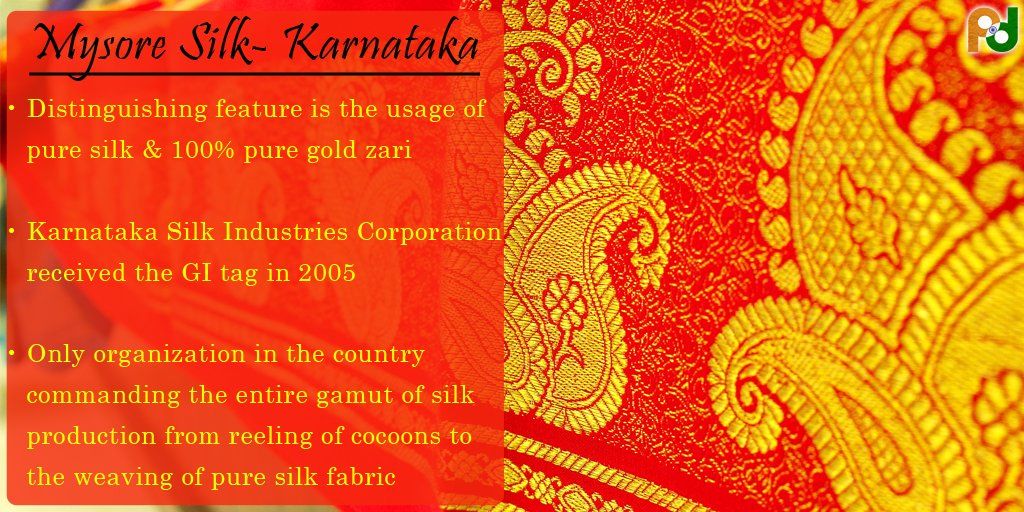 Mysore Silk- Karnataka
• Distinguishing feature is the usage of
pure silk & 100% pure gold zari
• Karnataka Silk Industries Corporation
received the GI tag in 2005
• Only organization in the country
commanding the entire gamut of silk
production from reeling of cocoons to
the weaving of pure silk fabric
Pd